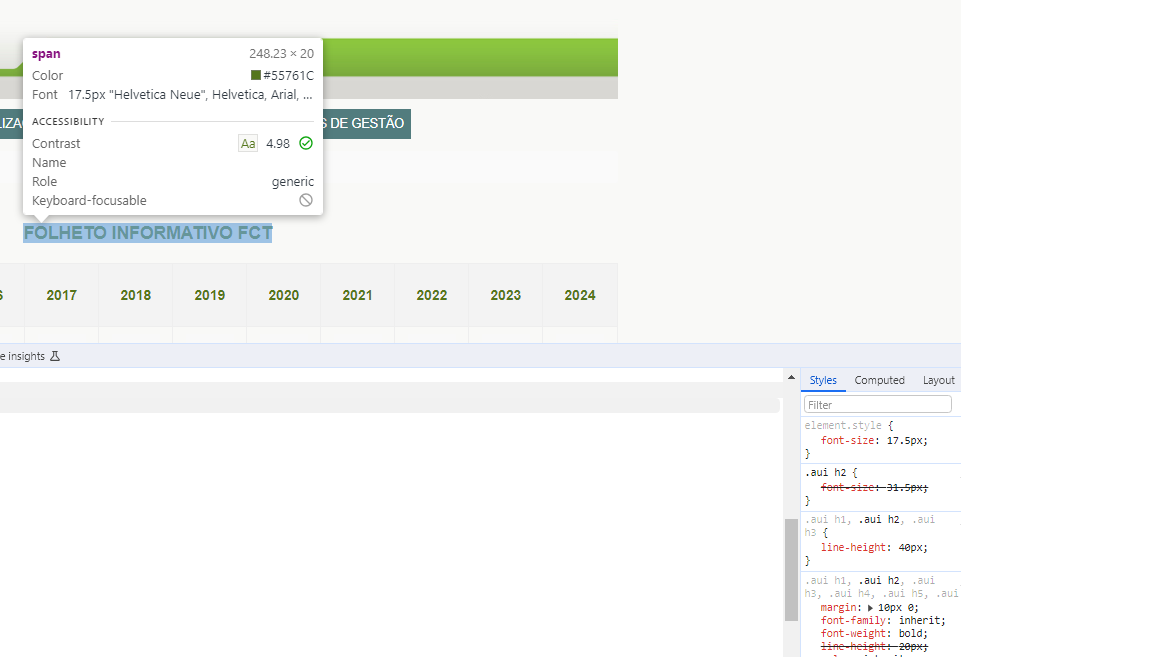 span 248.23 × 20
Color #55761C
Font 17.5px "Helvetica Neue", Helvetica, Arial, ...
ACCESSIBILITY
Contrast Aa 4.98
Name
Role generic
Keyboard-focusable
DE GESTÃO
FOLHETO INFORMATIVO FCT
2017 2018 2019 2020 2021 2022 2023 2024
e insights
Styles Computed Layout
Filter
element.style {
font-size: 17.5px;
}
.aui h2 {
font-size: 31.5px;
}
.aui h1, .aui h2, .aui
h3 {
line-height: 40px;
}
.aui h1, .aui h2, .aui
h3, .aui h4, .aui h5, .aui
margin: 10px 0;
font-family: inherit;
font-weight: bold;
line-height: 20px;